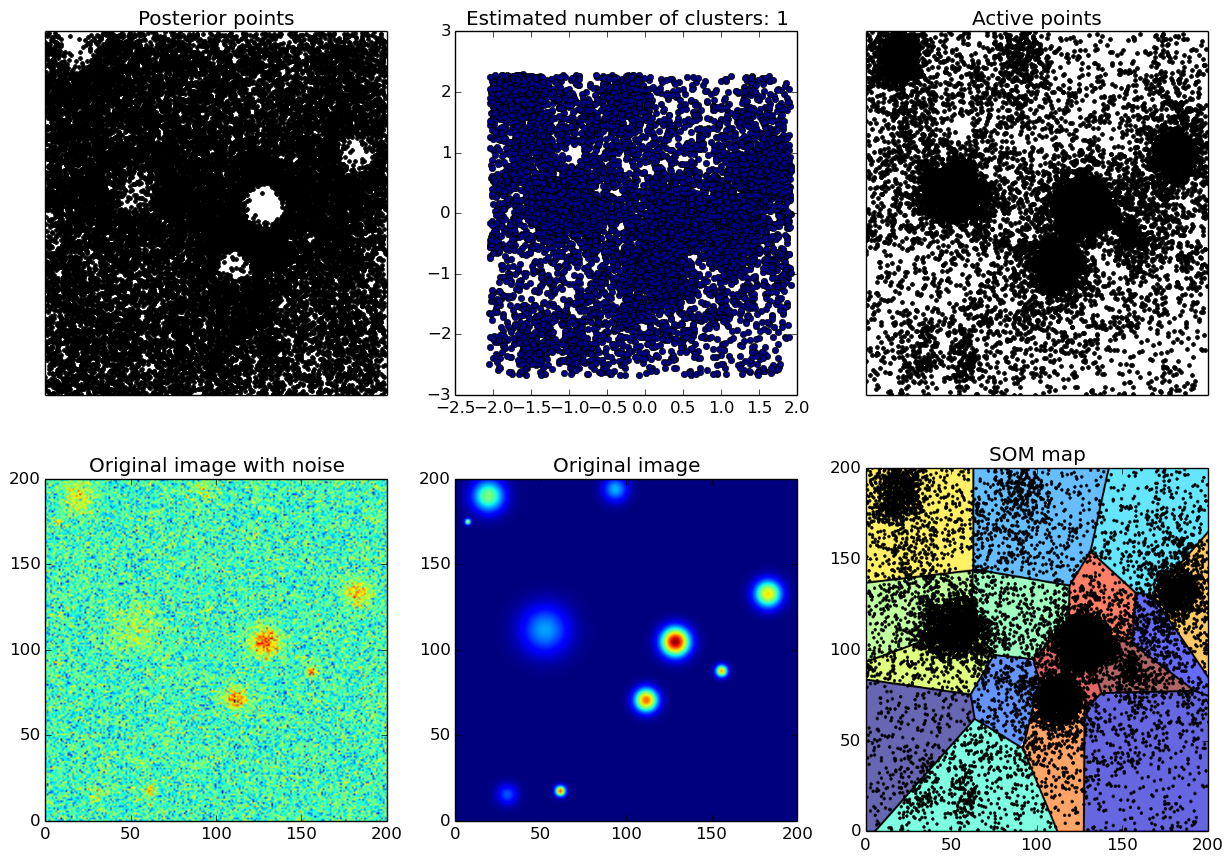 Posterior points
Estimated number of clusters: 1
Active points
3
2
1
0
−1
−2
−3
−2.5 −2.0 −1.5 −1.0 −0.5 0.0 0.5 1.0 1.5 2.0
Original image with noise
Original image
SOM map
200
150
100
50
0
0 50 100 150 200
200
150
100
50
0
0 50 100 150 200
200
150
100
50
0
0 50 100 150 200